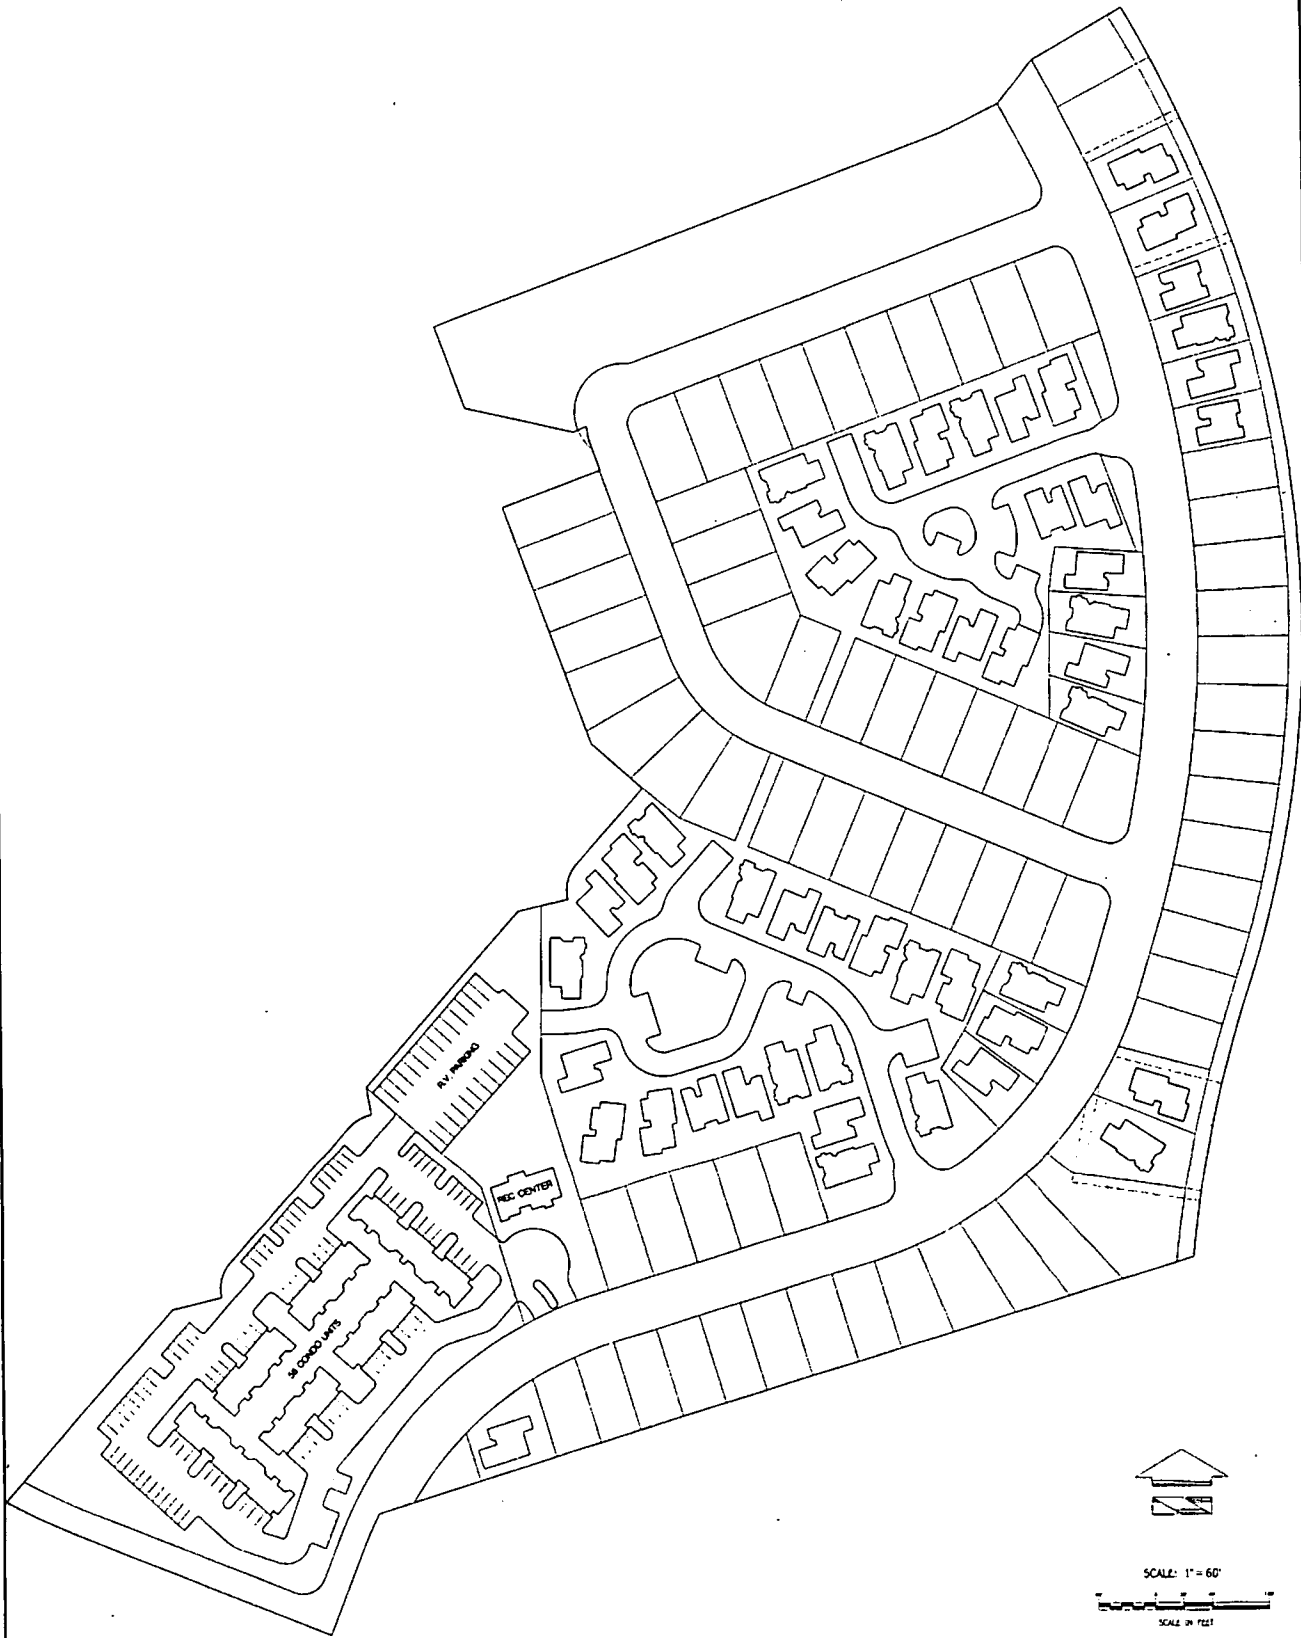 R.V. PARKING
REC CENTER
58 CONDO UNITS
SCALE: 1" = 60'
SCALE IN FEET